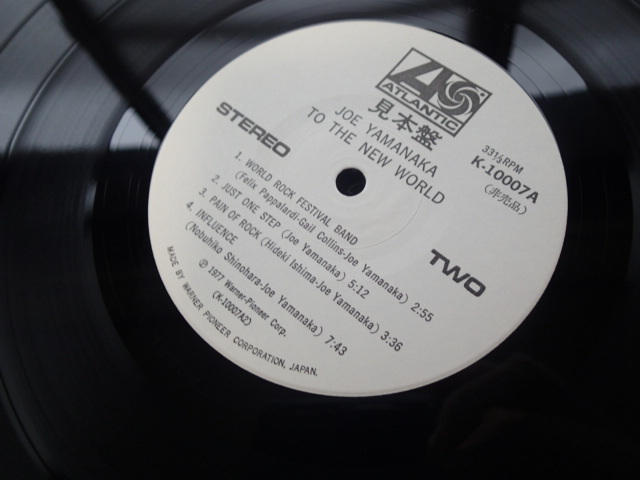 ATLANTIC
見本盤
JOE YAMANAKA
TO THE NEW WORLD
STEREO
33⅓RPM
K-10007A
(非売品)
TWO
1. WORLD ROCK FESTIVAL BAND
(Felix Pappalardi-Gail Collins-Joe Yamanaka) 2:55
2. JUST ONE STEP (Joe Yamanaka) 5:12
3. PAIN OF ROCK (Hideki Ishima-Joe Yamanaka) 3:36
4. INFLUENCE
(Nobuhiko Shinohara-Joe Yamanaka) 7:43
℗ 1977 Warner-Pioneer Corp.
(K-10007A2)
MADE BY WARNER PIONEER CORPORATION, JAPAN.